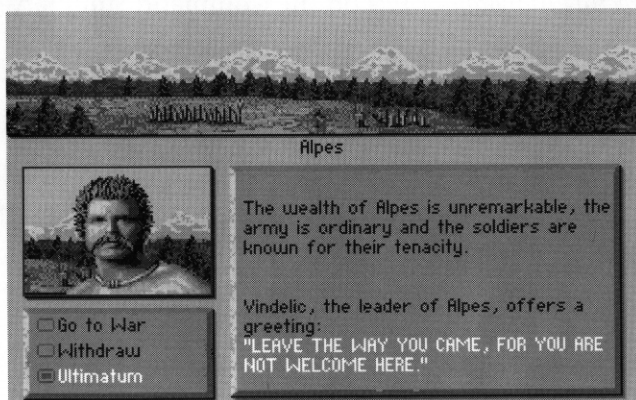 Alpes
The wealth of Alpes is unremarkable, the
army is ordinary and the soldiers are
known for their tenacity.
Vindelic, the leader of Alpes, offers a
greeting:
"LEAVE THE WAY YOU CAME, FOR YOU ARE
NOT WELCOME HERE."
Go to War
Withdraw
Ultimatum